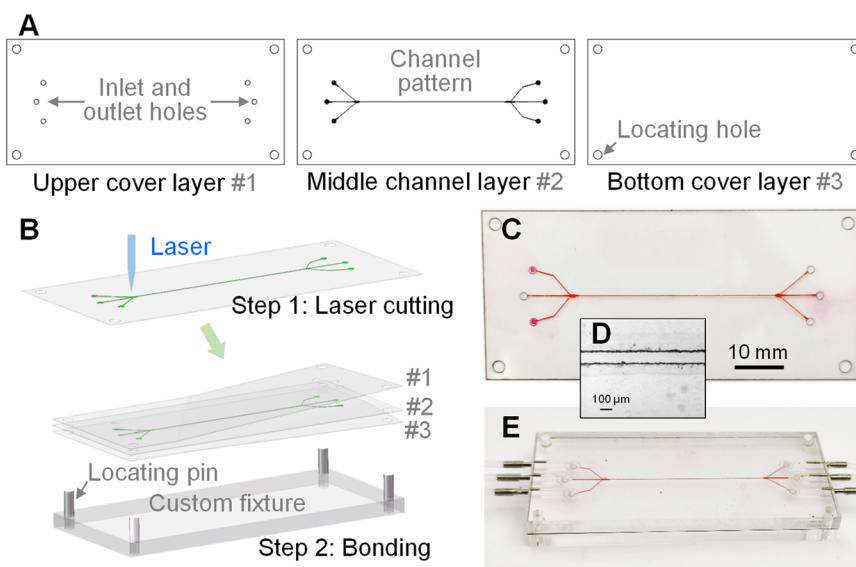 A
Inlet and
outlet holes
Channel
pattern
Locating hole
Upper cover layer #1
Middle channel layer #2
Bottom cover layer #3
B
Laser
Step 1: Laser cutting
#1
#2
#3
Locating pin
Custom fixture
Step 2: Bonding
C
10 mm
D
100 μm
E